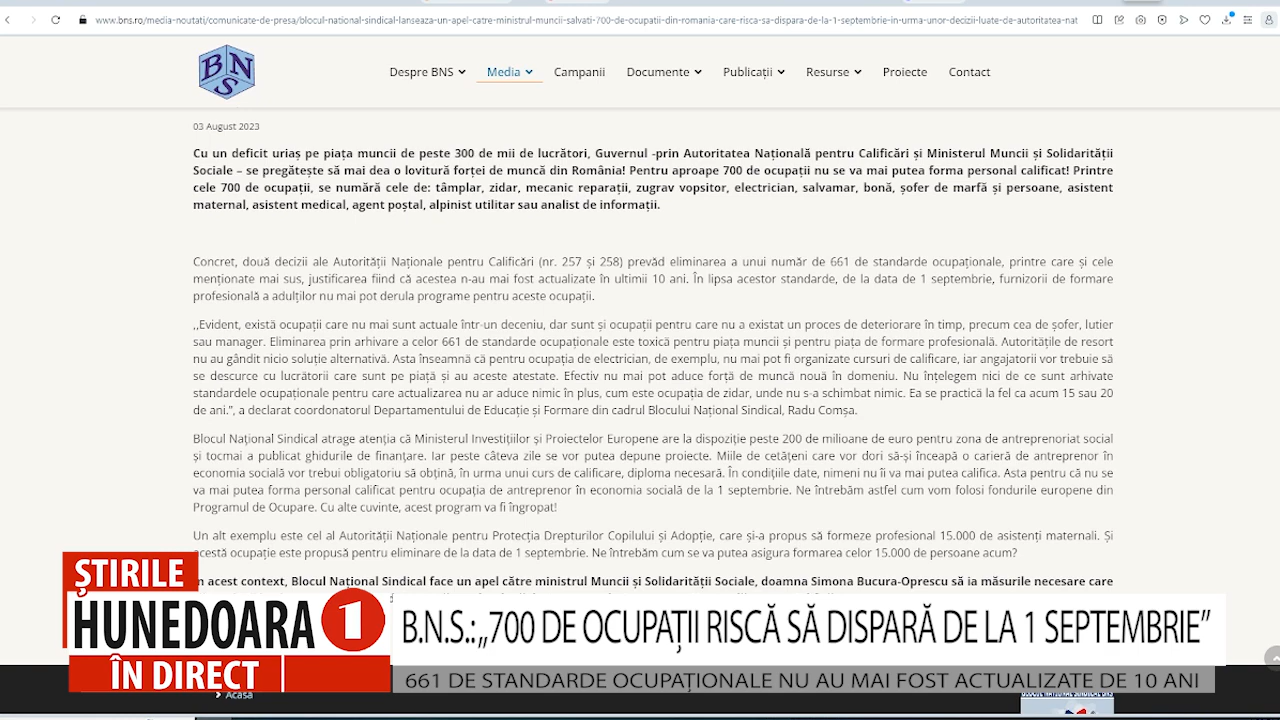 www.bns.ro/media-noutati/comunicate-de-presa/blocul-national-sindical-lanseaza-un-apel-catre-ministrul-muncii-salvati-700-de-ocupatii-din-romania-care-risca-sa-dispara-de-la-1-septembrie-in-urma-unor-decizii-luate-de-autoritatea-nat
BNS
Despre BNS Media Campanii Documente Publicații Resurse Proiecte Contact
03 August 2023
Cu un deficit uriaș pe piața muncii de peste 300 de mii de lucrători, Guvernul -prin Autoritatea Națională pentru Calificări și Ministerul Muncii și Solidarității
Sociale – se pregătește să mai dea o lovitură forței de muncă din România! Pentru aproape 700 de ocupații nu se va mai putea forma personal calificat! Printre
cele 700 de ocupații, se numără cele de: tâmplar, zidar, mecanic reparații, zugrav vopsitor, electrician, salvamar, bonă, șofer de marfă și persoane, asistent
maternal, asistent medical, agent poștal, alpinist utilitar sau analist de informații.
Concret, două decizii ale Autorității Naționale pentru Calificări (nr. 257 și 258) prevăd eliminarea a unui număr de 661 de standarde ocupaționale, printre care și cele
menționate mai sus, justificarea fiind că acestea n-au mai fost actualizate în ultimii 10 ani. În lipsa acestor standarde, de la data de 1 septembrie, furnizorii de formare
profesională a adulților nu mai pot derula programe pentru aceste ocupații.
,,Evident, există ocupații care nu mai sunt actuale într-un deceniu, dar sunt și ocupații pentru care nu a existat un proces de deteriorare în timp, precum cea de șofer, lutier
sau manager. Eliminarea prin arhivare a celor 661 de standarde ocupaționale este toxică pentru piața muncii și pentru piața de formare profesională. Autoritățile de resort
nu au gândit nicio soluție alternativă. Asta înseamnă că pentru ocupația de electrician, de exemplu, nu mai pot fi organizate cursuri de calificare, iar angajatorii vor trebuie să
se descurce cu lucrătorii care sunt pe piață și au aceste atestate. Efectiv nu mai pot aduce forță de muncă nouă în domeniu. Nu înțelegem nici de ce sunt arhivate
standardele ocupaționale pentru care actualizarea nu ar aduce nimic în plus, cum este ocupația de zidar, unde nu s-a schimbat nimic. Ea se practică la fel ca acum 15 sau 20
de ani.”, a declarat coordonatorul Departamentului de Educație și Formare din cadrul Blocului Național Sindical, Radu Comșa.
Blocul Național Sindical atrage atenția că Ministerul Investițiilor și Proiectelor Europene are la dispoziție peste 200 de milioane de euro pentru zona de antreprenoriat social
și tocmai a publicat ghidurile de finanțare. Iar peste câteva zile se vor putea depune proiecte. Miile de cetățeni care vor dori să-și înceapă o carieră de antreprenor în
economia socială vor trebui obligatoriu să obțină, în urma unui curs de calificare, diploma necesară. În condițiile date, nimeni nu îi va mai putea califica. Asta pentru că nu se
va mai putea forma personal calificat pentru ocupația de antreprenor în economia socială de la 1 septembrie. Ne întrebăm astfel cum vom folosi fondurile europene din
Programul de Ocupare. Cu alte cuvinte, acest program va fi îngropat!
Un alt exemplu este cel al Autorității Naționale pentru Protecția Drepturilor Copilului și Adopție, care și-a propus să formeze profesional 15.000 de asistenți maternali. Și
acestă ocupație este propusă pentru eliminare de la data de 1 septembrie. Ne întrebăm cum se va putea asigura formarea celor 15.000 de persoane acum?
n acest context, Blocul Național Sindical face un apel către ministrul Muncii și Solidarității Sociale, doamna Simona Bucura-Oprescu să ia măsurile necesare care
ȘTIRILE
HUNEDOARA 1
ÎN DIRECT
B.N.S.:„700 DE OCUPAȚII RISCĂ SĂ DISPARĂ DE LA 1 SEPTEMBRIE”
661 DE STANDARDE OCUPAȚIONALE NU AU MAI FOST ACTUALIZATE DE 10 ANI
Acasa
BLOCUL NATIONAL SINDICAL BNS